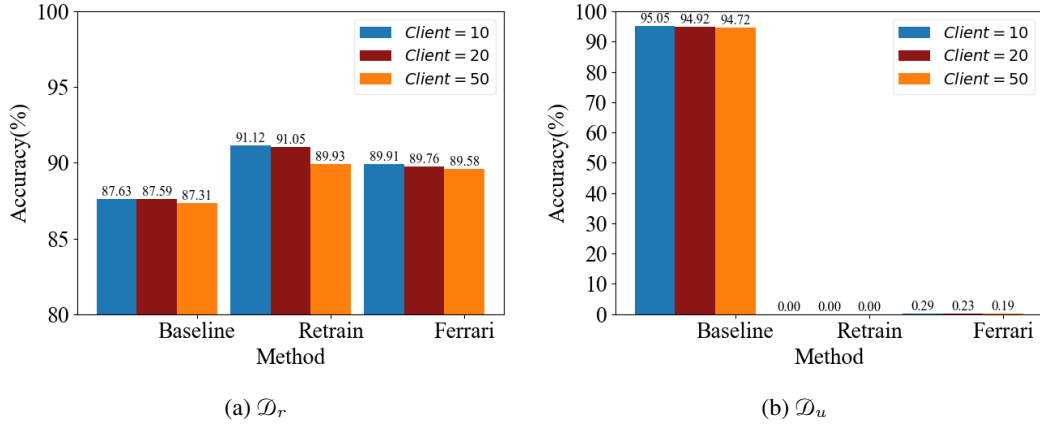 100
95
90
85
80
Accuracy(%)
Client = 10
Client = 20
Client = 50
87.63 87.59 87.31
91.12 91.05 89.93
89.91 89.76 89.58
Baseline Retrain Ferrari
Method
(a) 𝒟r
100
90
80
70
60
50
40
30
20
10
0
Accuracy(%)
Client = 10
Client = 20
Client = 50
95.05 94.92 94.72
0.00 0.00 0.00
0.29 0.23 0.19
Baseline Retrain Ferrari
Method
(b) 𝒟u